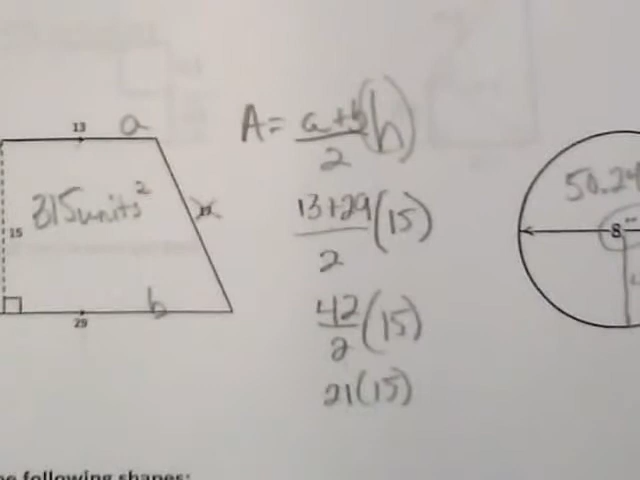 13
a
A = a+b/2 (h)
315 units²
15
13+29/2 (15)
50.24
8
b
29
42/2 (15)
21(15)
following shapes: